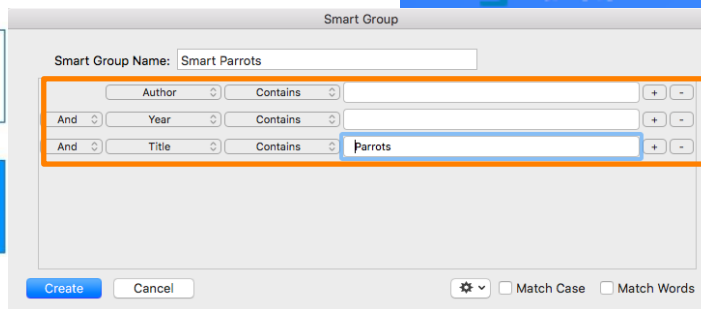 Smart Group
Smart Group Name: Smart Parrots
Author Contains + -
And Year Contains + -
And Title Contains Parrots + -
Create Cancel Match Case Match Words